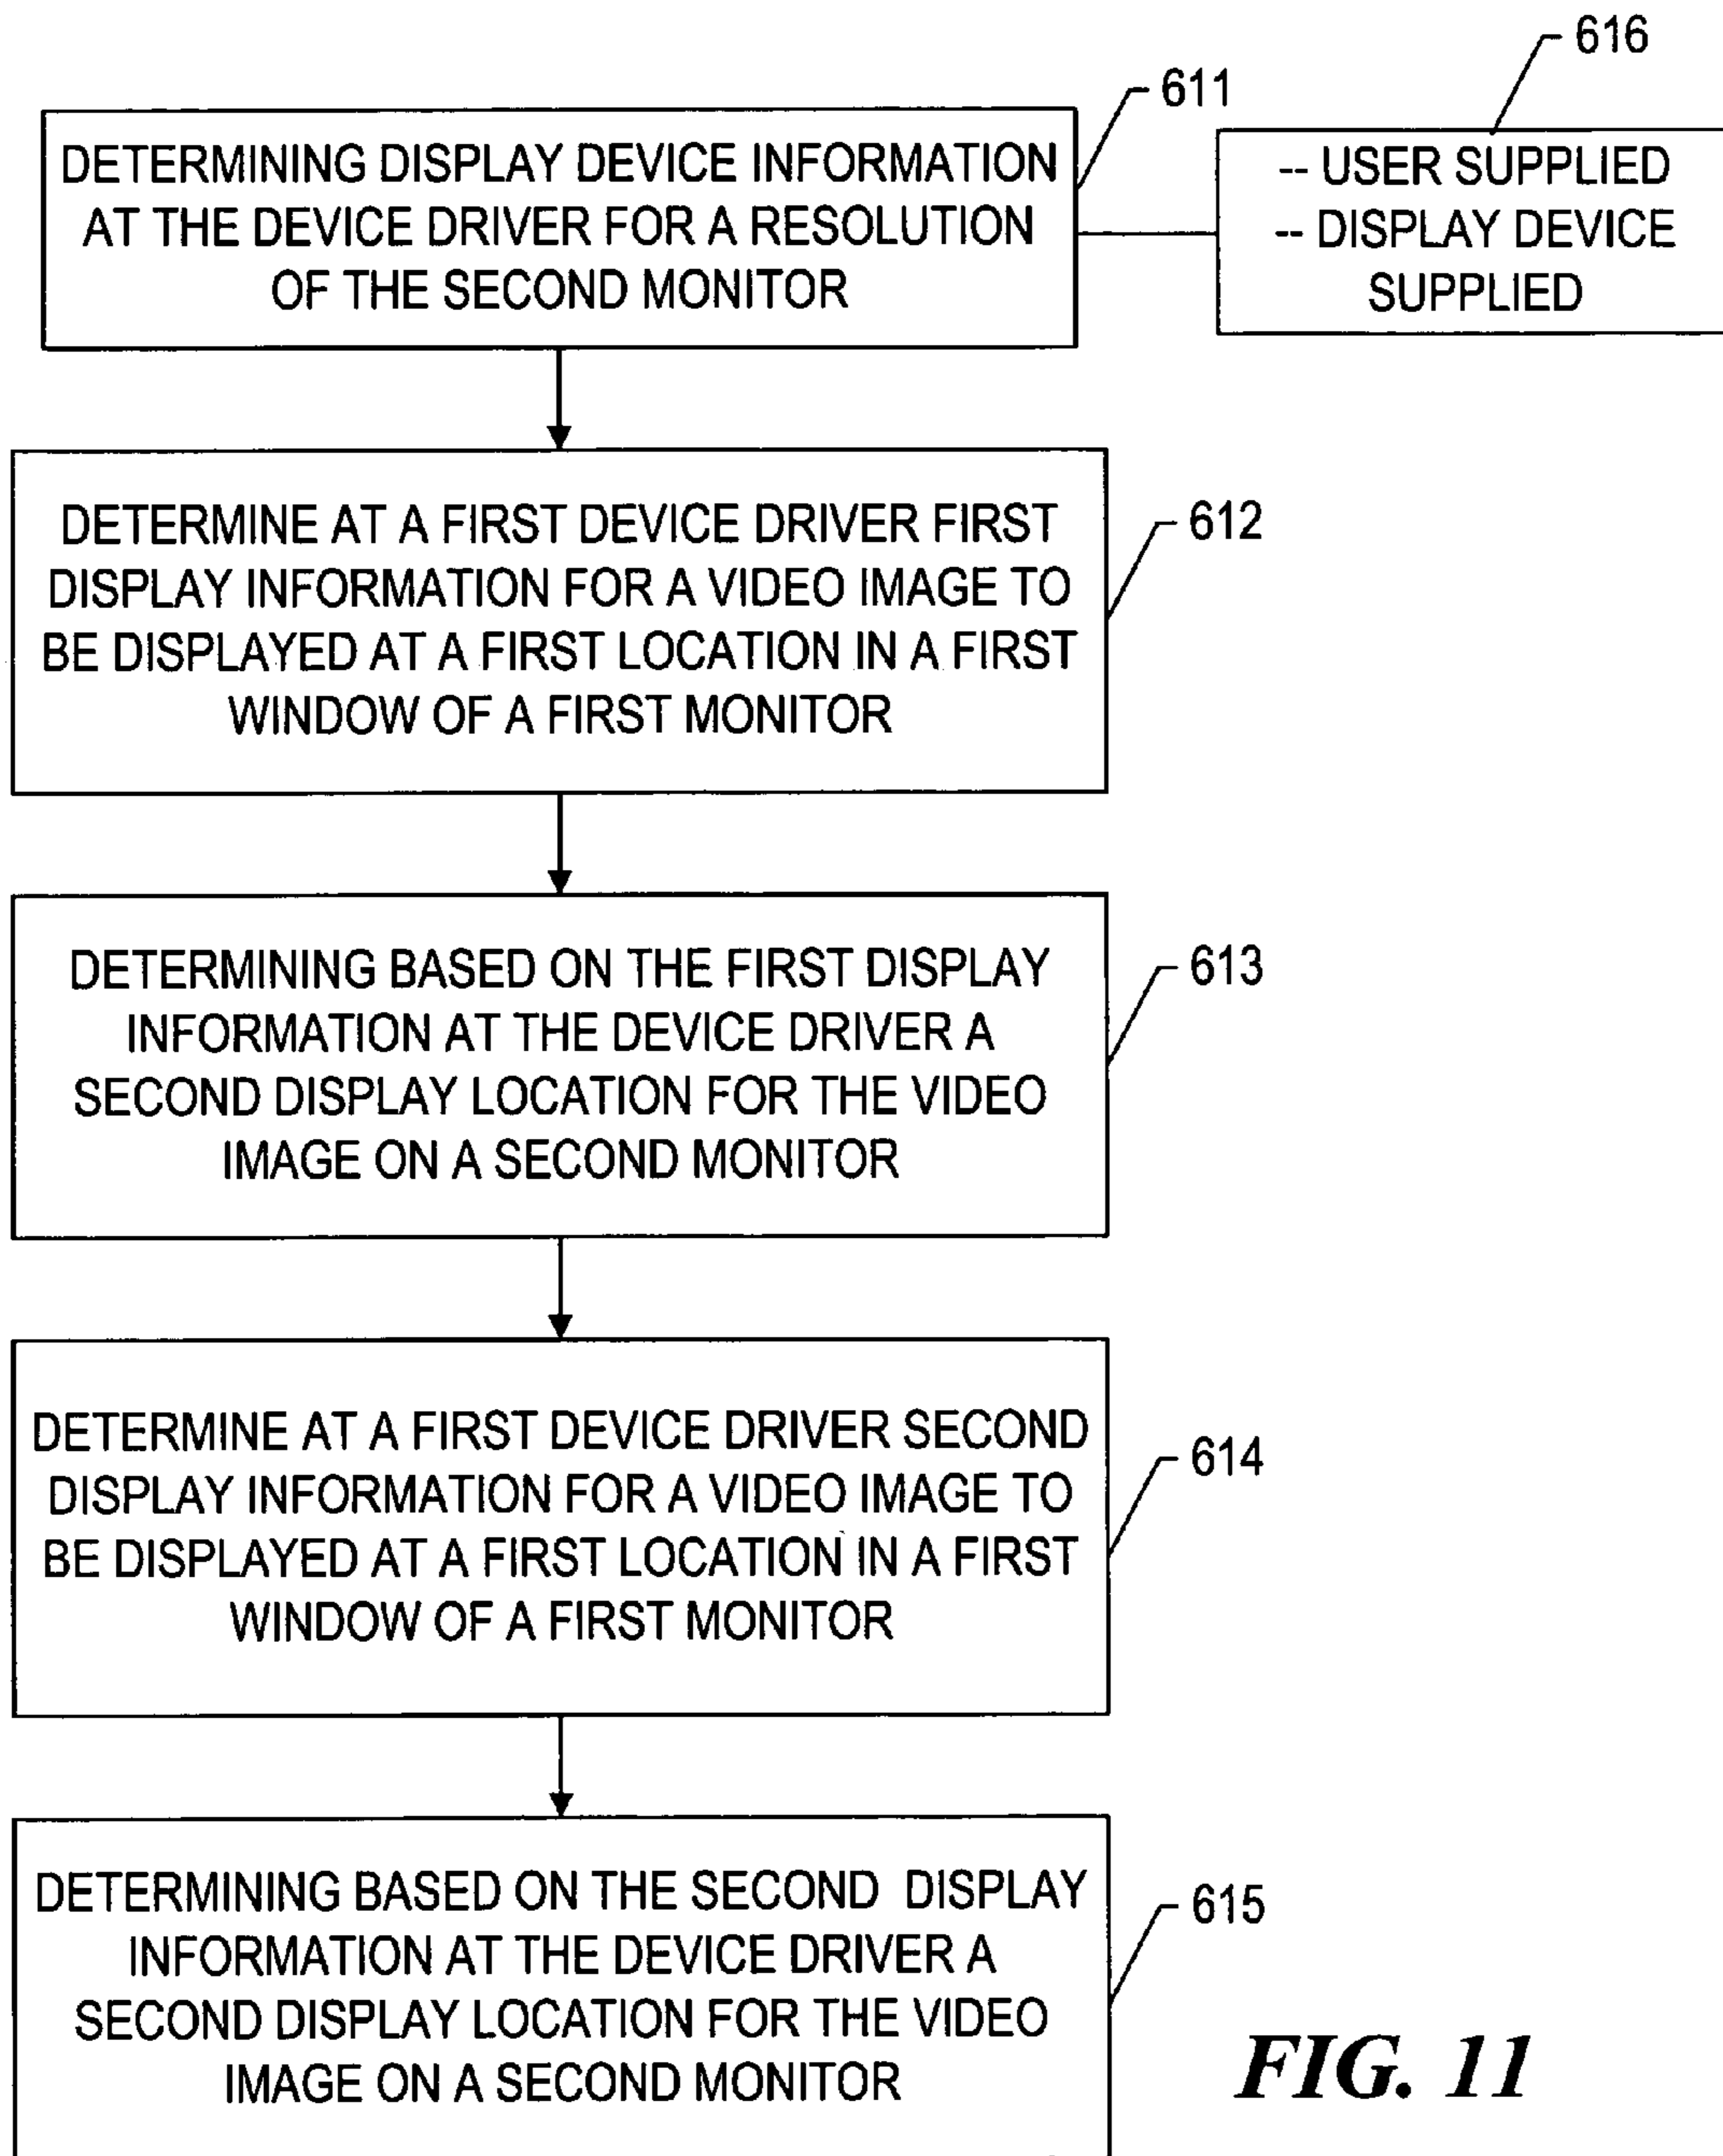 616
611
DETERMINING DISPLAY DEVICE INFORMATION
AT THE DEVICE DRIVER FOR A RESOLUTION
OF THE SECOND MONITOR
-- USER SUPPLIED
-- DISPLAY DEVICE
SUPPLIED
612
DETERMINE AT A FIRST DEVICE DRIVER FIRST
DISPLAY INFORMATION FOR A VIDEO IMAGE TO
BE DISPLAYED AT A FIRST LOCATION IN A FIRST
WINDOW OF A FIRST MONITOR
613
DETERMINING BASED ON THE FIRST DISPLAY
INFORMATION AT THE DEVICE DRIVER A
SECOND DISPLAY LOCATION FOR THE VIDEO
IMAGE ON A SECOND MONITOR
614
DETERMINE AT A FIRST DEVICE DRIVER SECOND
DISPLAY INFORMATION FOR A VIDEO IMAGE TO
BE DISPLAYED AT A FIRST LOCATION IN A FIRST
WINDOW OF A FIRST MONITOR
615
DETERMINING BASED ON THE SECOND DISPLAY
INFORMATION AT THE DEVICE DRIVER A
SECOND DISPLAY LOCATION FOR THE VIDEO
IMAGE ON A SECOND MONITOR
FIG. 11